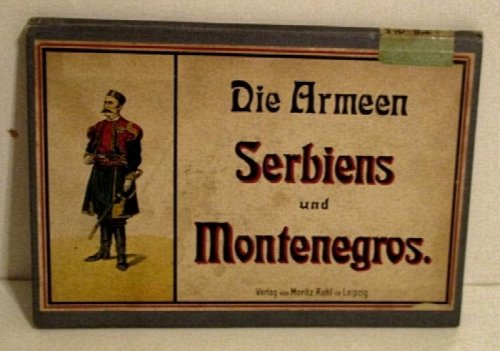 Die Armeen
Serbiens
und
Montenegros.
Verlag von Moritz Ruhl in Leipzig